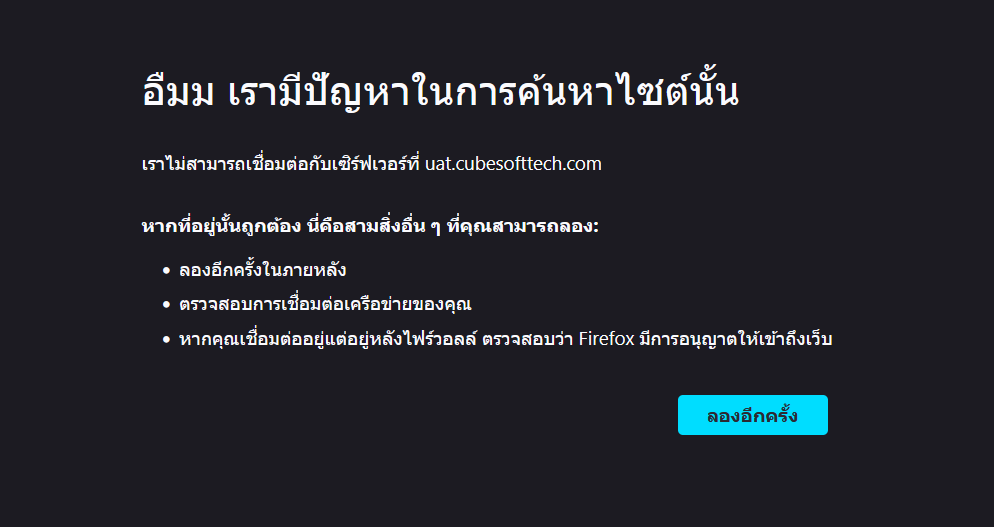 อืมม เรามีปัญหาในการค้นหาไซต์นั้น
เราไม่สามารถเชื่อมต่อกับเซิร์ฟเวอร์ที่ uat.cubesofttech.com
หากที่อยู่นั้นถูกต้อง นี่คือสามสิ่งอื่น ๆ ที่คุณสามารถลอง:
• ลองอีกครั้งในภายหลัง
• ตรวจสอบการเชื่อมต่อเครือข่ายของคุณ
• หากคุณเชื่อมต่ออยู่แต่อยู่หลังไฟร์วอลล์ ตรวจสอบว่า Firefox มีการอนุญาตให้เข้าถึงเว็บ
ลองอีกครั้ง